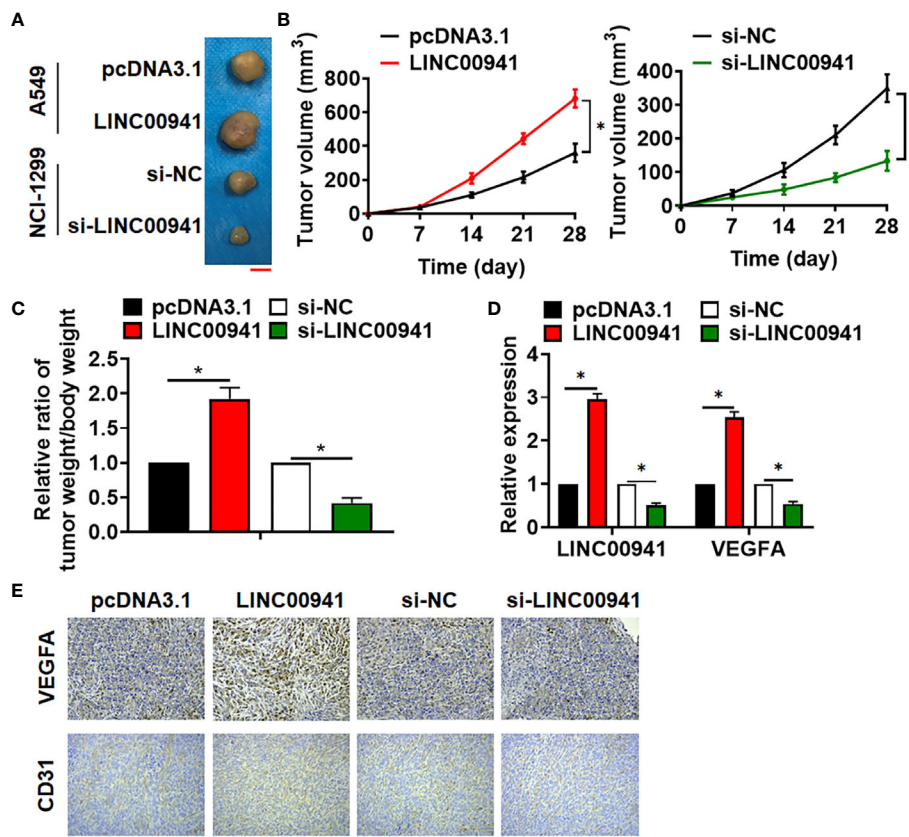 A
A549
pcDNA3.1
LINC00941
NCI-1299
si-NC
si-LINC00941
B
Tumor volume (mm³)
pcDNA3.1
LINC00941
800
600
400
200
0
*
0 7 14 21 28
Time (day)
Tumor volume (mm³)
si-NC
si-LINC00941
400
300
200
100
0
0 7 14 21 28
Time (day)
C
pcDNA3.1 si-NC
LINC00941 si-LINC00941
Relative ratio of
tumor weight/body weight
2.5
2.0
1.5
1.0
0.5
0.0
*
*
D
pcDNA3.1 si-NC
LINC00941 si-LINC00941
Relative expression
4
3
2
1
0
* * * *
LINC00941 VEGFA
E
pcDNA3.1 LINC00941 si-NC si-LINC00941
VEGFA
CD31